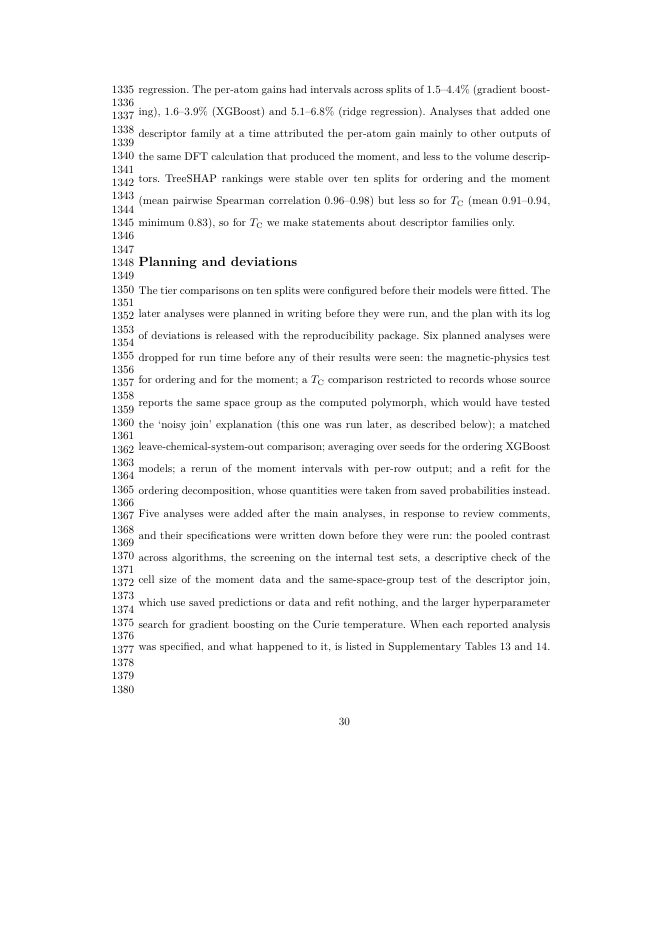 1335 regression. The per-atom gains had intervals across splits of 1.5–4.4% (gradient boost-
1336
1337 ing), 1.6–3.9% (XGBoost) and 5.1–6.8% (ridge regression). Analyses that added one
1338 descriptor family at a time attributed the per-atom gain mainly to other outputs of
1339
1340 the same DFT calculation that produced the moment, and less to the volume descrip-
1341
1342 tors. TreeSHAP rankings were stable over ten splits for ordering and the moment
1343 (mean pairwise Spearman correlation 0.96–0.98) but less so for TC (mean 0.91–0.94,
1344
1345 minimum 0.83), so for TC we make statements about descriptor families only.
1346
1347
1348 Planning and deviations
1349
1350 The tier comparisons on ten splits were configured before their models were fitted. The
1351
1352 later analyses were planned in writing before they were run, and the plan with its log
1353 of deviations is released with the reproducibility package. Six planned analyses were
1354
1355 dropped for run time before any of their results were seen: the magnetic-physics test
1356
1357 for ordering and for the moment; a TC comparison restricted to records whose source
1358 reports the same space group as the computed polymorph, which would have tested
1359
1360 the ‘noisy join’ explanation (this one was run later, as described below); a matched
1361
1362 leave-chemical-system-out comparison; averaging over seeds for the ordering XGBoost
1363 models; a rerun of the moment intervals with per-row output; and a refit for the
1364
1365 ordering decomposition, whose quantities were taken from saved probabilities instead.
1366
1367 Five analyses were added after the main analyses, in response to review comments,
1368 and their specifications were written down before they were run: the pooled contrast
1369
1370 across algorithms, the screening on the internal test sets, a descriptive check of the
1371
1372 cell size of the moment data and the same-space-group test of the descriptor join,
1373 which use saved predictions or data and refit nothing, and the larger hyperparameter
1374
1375 search for gradient boosting on the Curie temperature. When each reported analysis
1376
1377 was specified, and what happened to it, is listed in Supplementary Tables 13 and 14.
1378
1379
1380
30